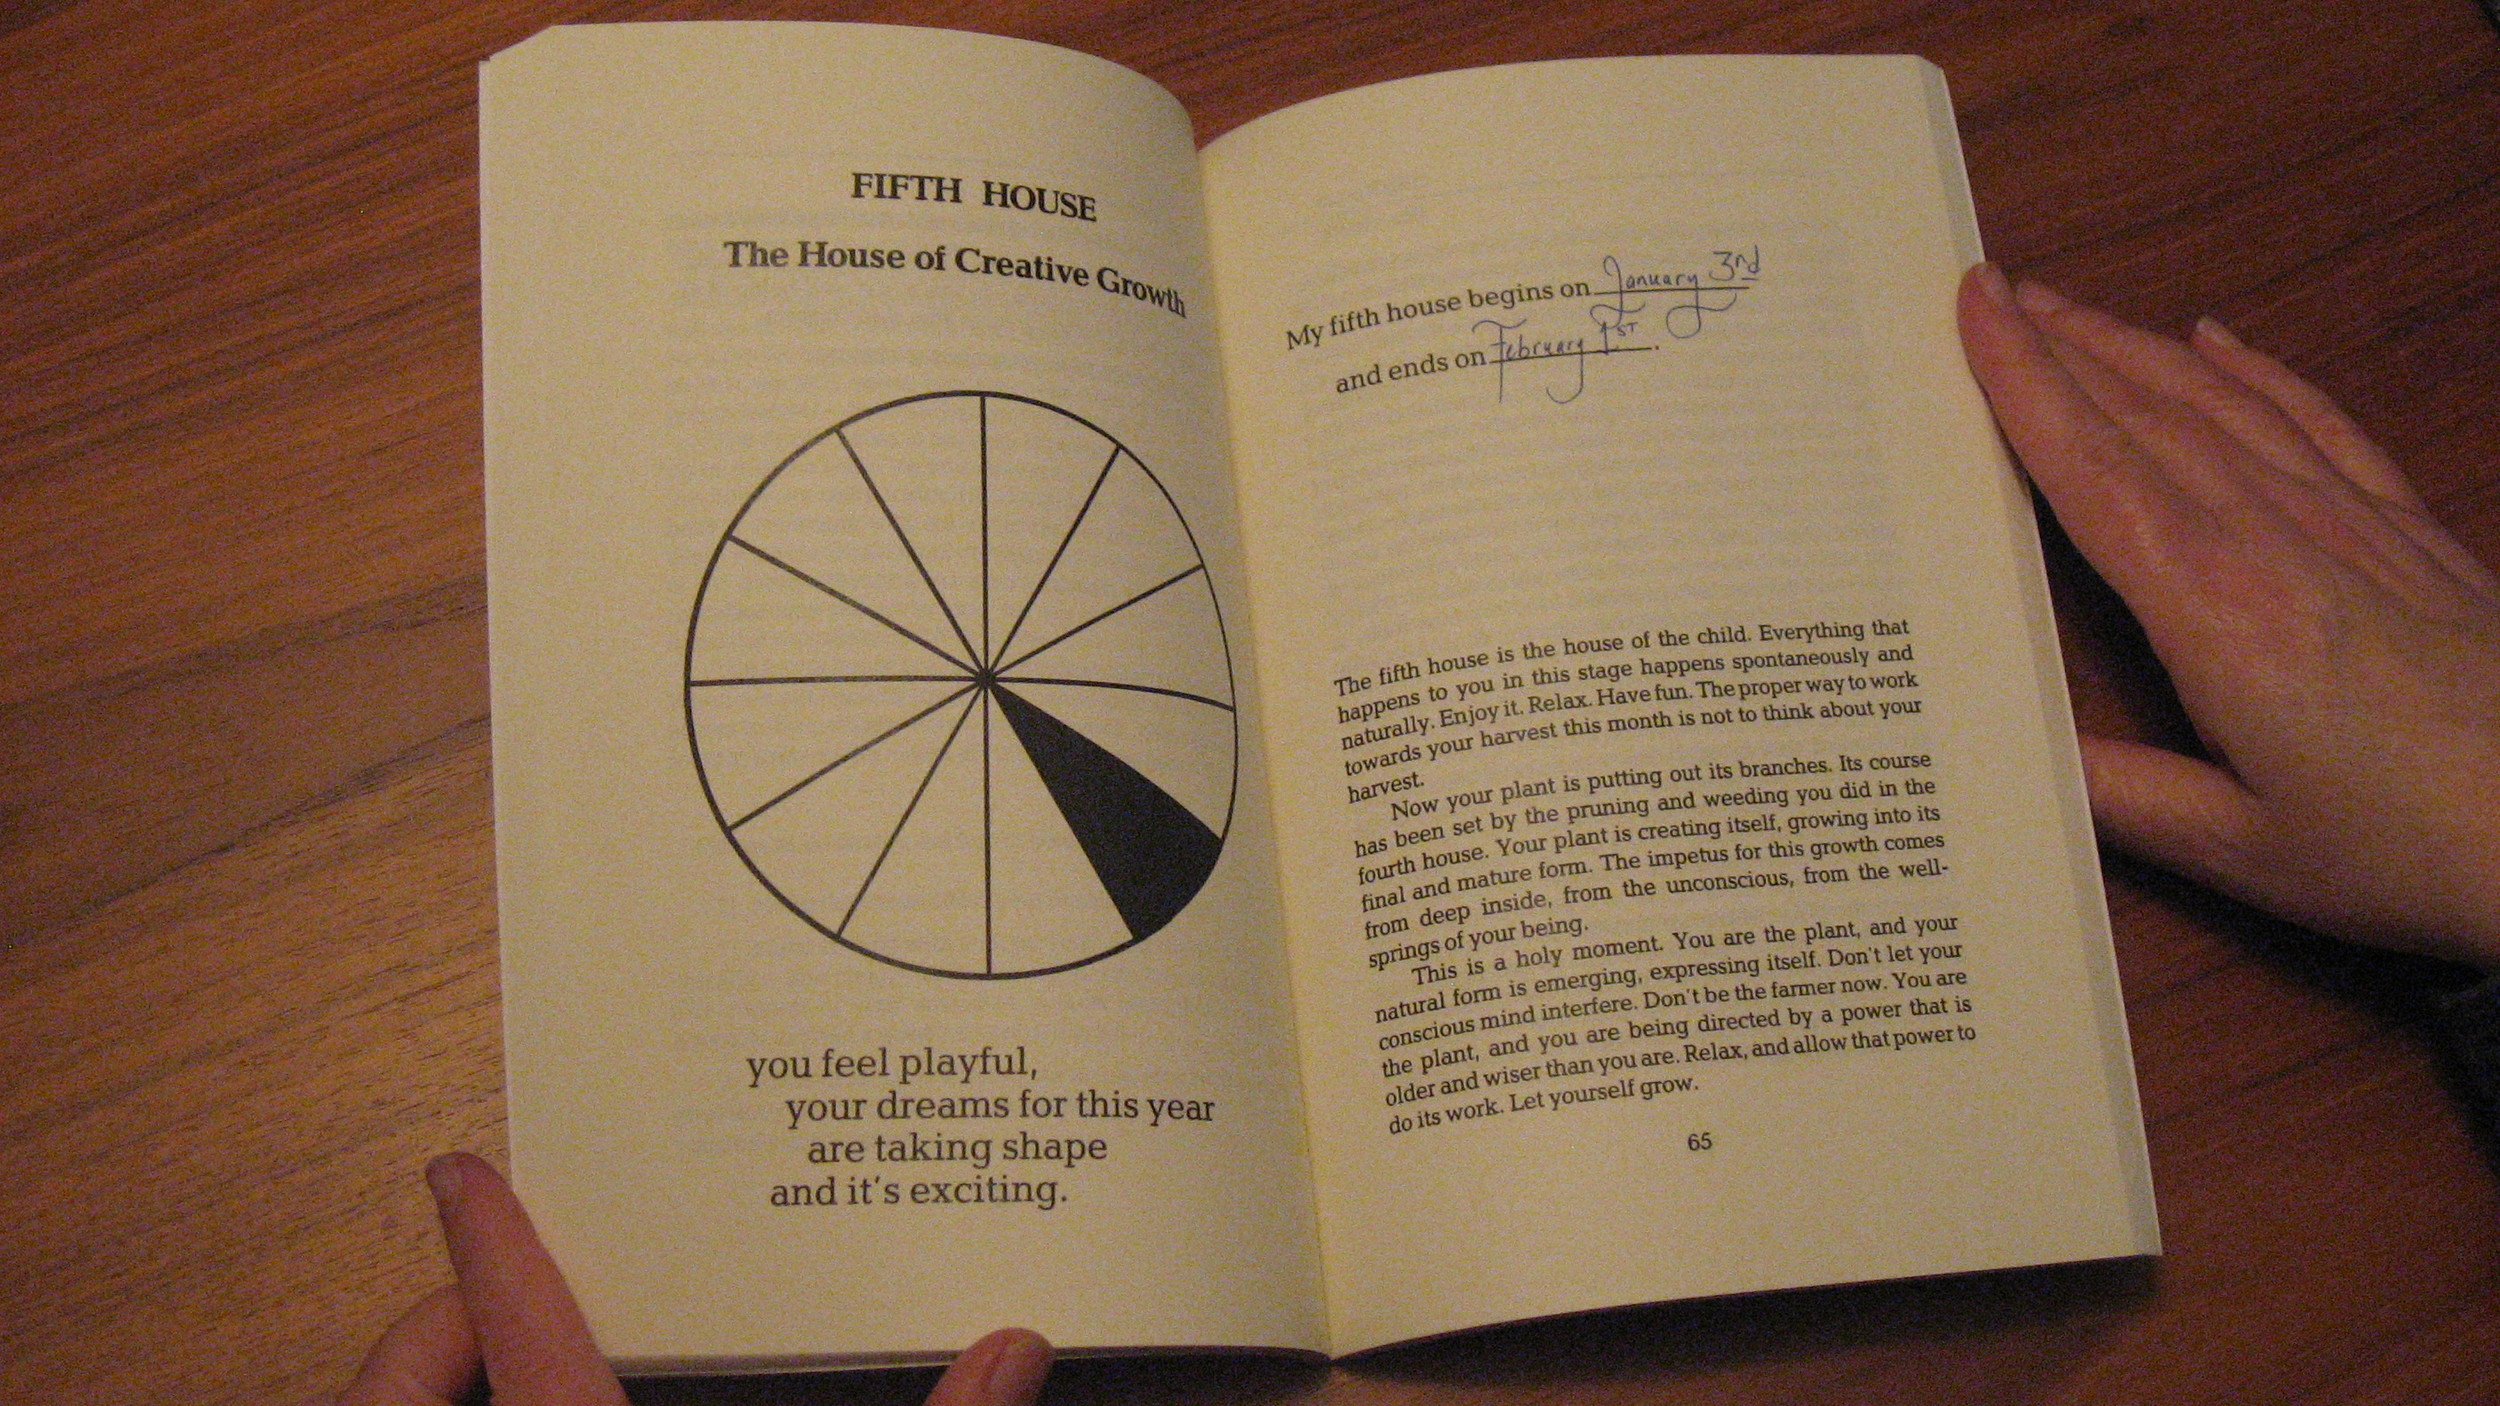 FIFTH HOUSE
The House of Creative Growth
you feel playful,
your dreams for this year
are taking shape
and it's exciting.
My fifth house begins on January 3rd
and ends on February 1ST.
The fifth house is the house of the child. Everything that
happens to you in this stage happens spontaneously and
naturally. Enjoy it. Relax. Have fun. The proper way to work
towards your harvest this month is not to think about your
harvest.
Now your plant is putting out its branches. Its course
has been set by the pruning and weeding you did in the
fourth house. Your plant is creating itself, growing into its
final and mature form. The impetus for this growth comes
from deep inside, from the unconscious, from the well-
springs of your being.
This is a holy moment. You are the plant, and your
natural form is emerging, expressing itself. Don't let your
conscious mind interfere. Don't be the farmer now. You are
the plant, and you are being directed by a power that is
older and wiser than you are. Relax, and allow that power to
do its work. Let yourself grow.
65